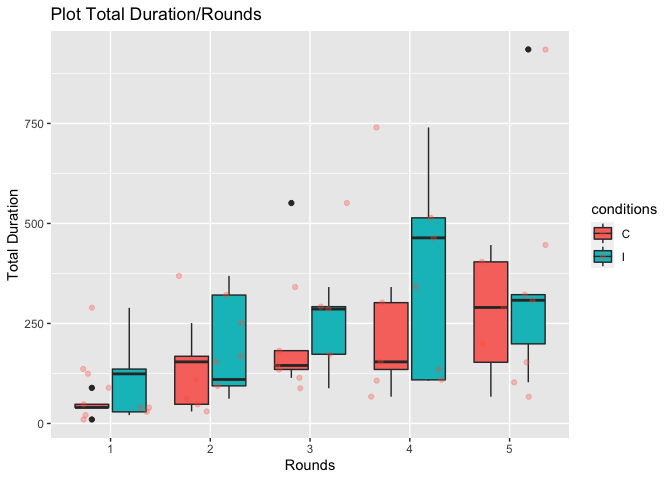 Plot Total Duration/Rounds
Total Duration
750
500
250
0
1 2 3 4 5
Rounds
conditions
C
I